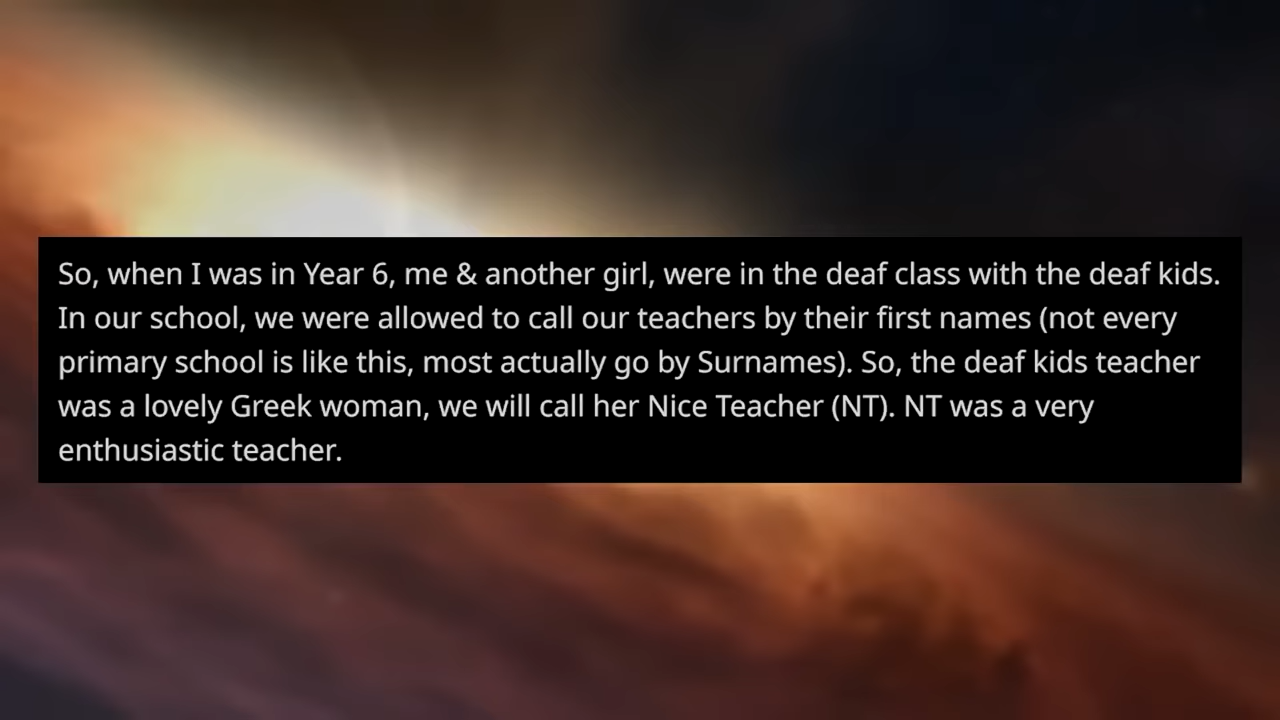 So, when I was in Year 6, me & another girl, were in the deaf class with the deaf kids.
In our school, we were allowed to call our teachers by their first names (not every
primary school is like this, most actually go by Surnames). So, the deaf kids teacher
was a lovely Greek woman, we will call her Nice Teacher (NT). NT was a very
enthusiastic teacher.